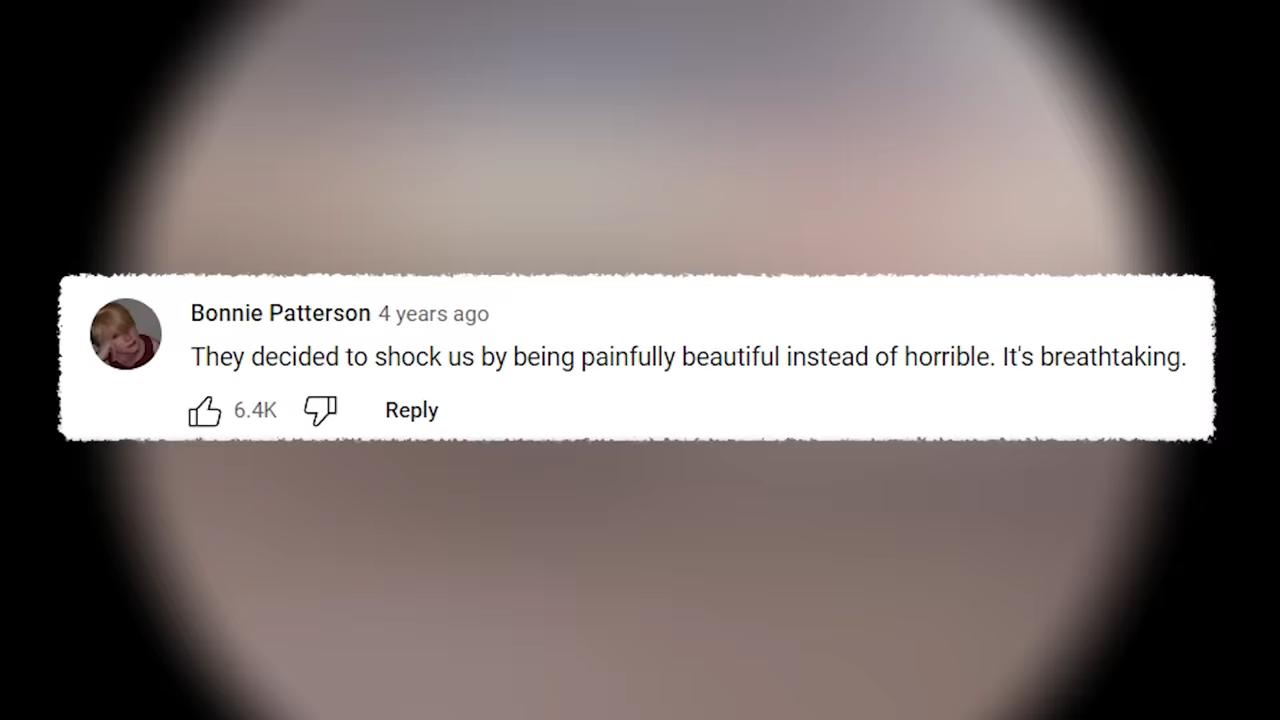 Bonnie Patterson 4 years ago
They decided to shock us by being painfully beautiful instead of horrible. It's breathtaking.
6.4K Reply